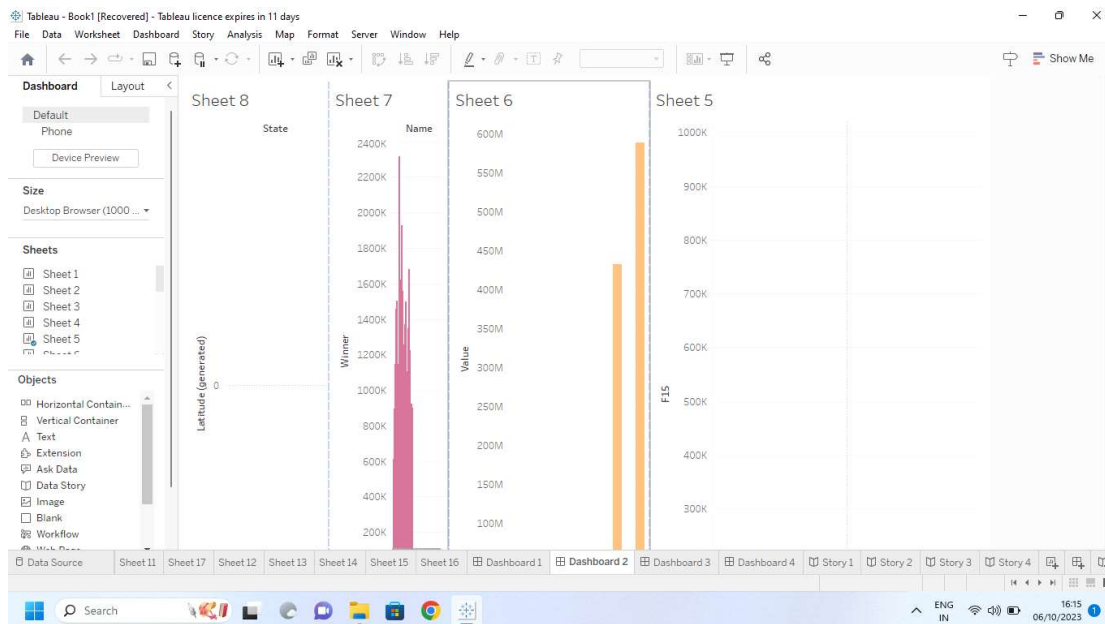 Tableau - Book1 [Recovered] - Tableau licence expires in 11 days
File Data Worksheet Dashboard Story Analysis Map Format Server Window Help
Show Me
Dashboard Layout
Default
Phone
Device Preview
Size
Desktop Browser (1000 ...
Sheets
Sheet 1
Sheet 2
Sheet 3
Sheet 4
Sheet 5
Objects
Horizontal Contain...
Vertical Container
Text
Extension
Ask Data
Data Story
Image
Blank
Workflow
Web Page
Sheet 8
State
Latitude (generated)
0
Sheet 7
Name
Winner
2400K
2200K
2000K
1800K
1600K
1400K
1200K
1000K
800K
600K
400K
200K
Sheet 6
Value
600M
550M
500M
450M
400M
350M
300M
250M
200M
150M
100M
Sheet 5
F15
1000K
900K
800K
700K
600K
500K
400K
300K
Data Source Sheet 11 Sheet 17 Sheet 12 Sheet 13 Sheet 14 Sheet 15 Sheet 16 Dashboard 1 Dashboard 2 Dashboard 3 Dashboard 4 Story 1 Story 2 Story 3 Story 4
Search
ENG
IN
16:15
06/10/2023
1